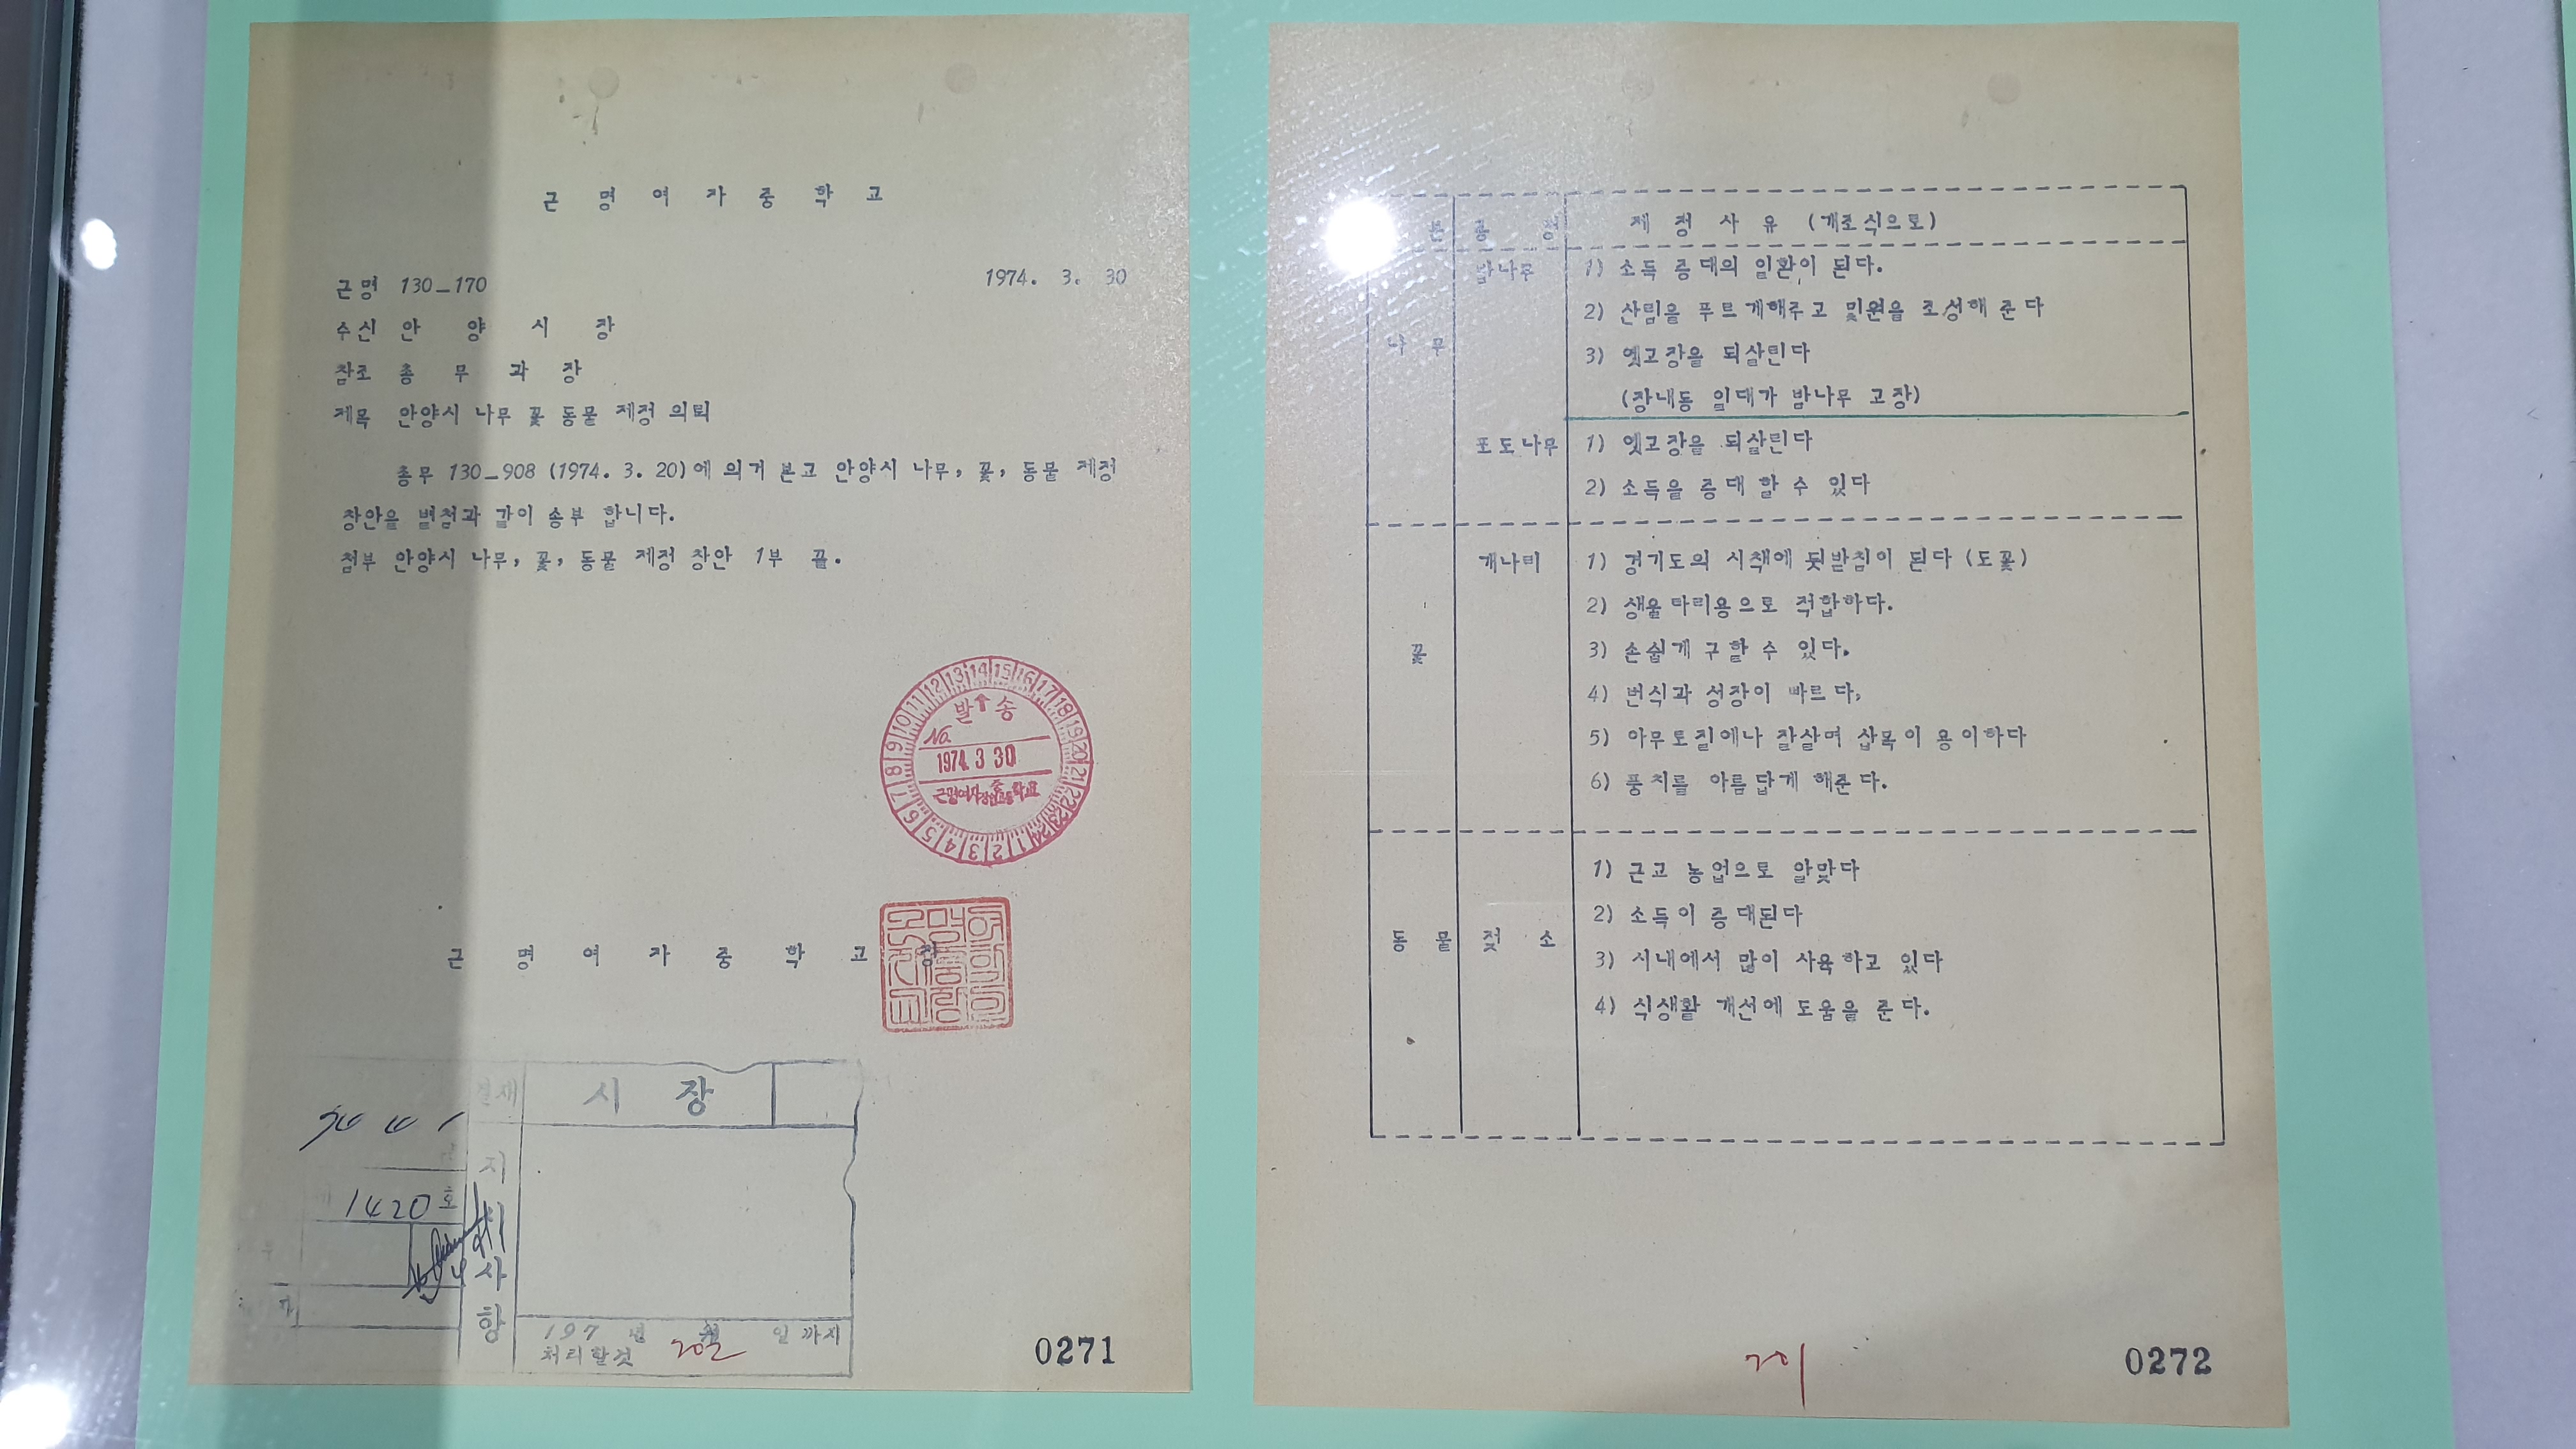 근 명 여 자 중 학 교
근명 130_170
1974. 3. 30
수신 안 양 시 장
참조 총 무 과 장
제목 안양시 나무 꽃 동물 제정 의뢰
총무 130_908 (1974. 3. 20)에 의거 본교 안양시 나무, 꽃, 동물 제정
창안을 별첨과 같이 송부 합니다.
첨부 안양시 나무, 꽃, 동물 제정 창안 1부 끝.
발 송
No.
1974. 3 30
근 명 여 자 중 학 교 장
결재 시 장
지시사항
1420 호
197 년 월 일 까지
처리할것
0271
제 정 사 유 (개조식으로)
나 무
밤나무
1) 소득 증대의 일환이 된다.
2) 산림을 푸르게해주고 밀원을 조성해 준다
3) 옛고장을 되살린다
(장내동 일대가 밤나무 고장)
포도나무
1) 옛고장을 되살린다
2) 소득을 증대 할 수 있다
꽃
개나리
1) 경기도의 시책에 뒷받침이 된다 (도꽃)
2) 생울타리용으로 적합하다.
3) 손쉽게 구할 수 있다.
4) 번식과 성장이 빠르다,
5) 아무토질에나 잘살며 삽목이 용이하다
6) 풍치를 아름답게 해준다.
동 물
젖 소
1) 근교 농업으로 알맞다
2) 소득이 증대된다
3) 시내에서 많이 사육하고 있다
4) 식생활 개선에 도움을 준다.
0272